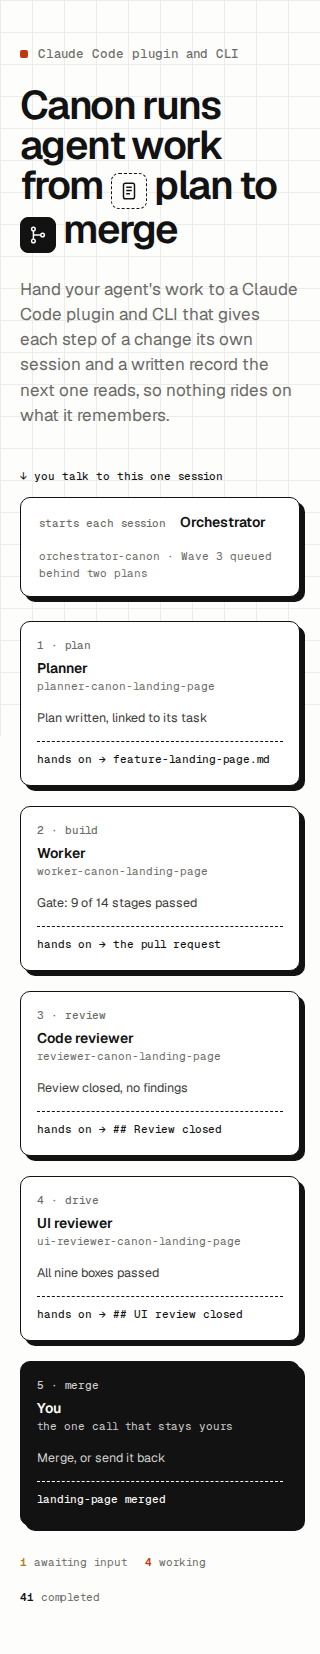 Claude Code plugin and CLI
Canon runs
agent work
from plan to
merge
Hand your agent's work to a Claude
Code plugin and CLI that gives
each step of a change its own
session and a written record the
next one reads, so nothing rides on
what it remembers.
↓ you talk to this one session
starts each session Orchestrator
orchestrator-canon · Wave 3 queued
behind two plans
1 · plan
Planner
planner-canon-landing-page
Plan written, linked to its task
hands on → feature-landing-page.md
2 · build
Worker
worker-canon-landing-page
Gate: 9 of 14 stages passed
hands on → the pull request
3 · review
Code reviewer
reviewer-canon-landing-page
Review closed, no findings
hands on → ## Review closed
4 · drive
UI reviewer
ui-reviewer-canon-landing-page
All nine boxes passed
hands on → ## UI review closed
5 · merge
You
the one call that stays yours
Merge, or send it back
landing-page merged
1 awaiting input 4 working
41 completed